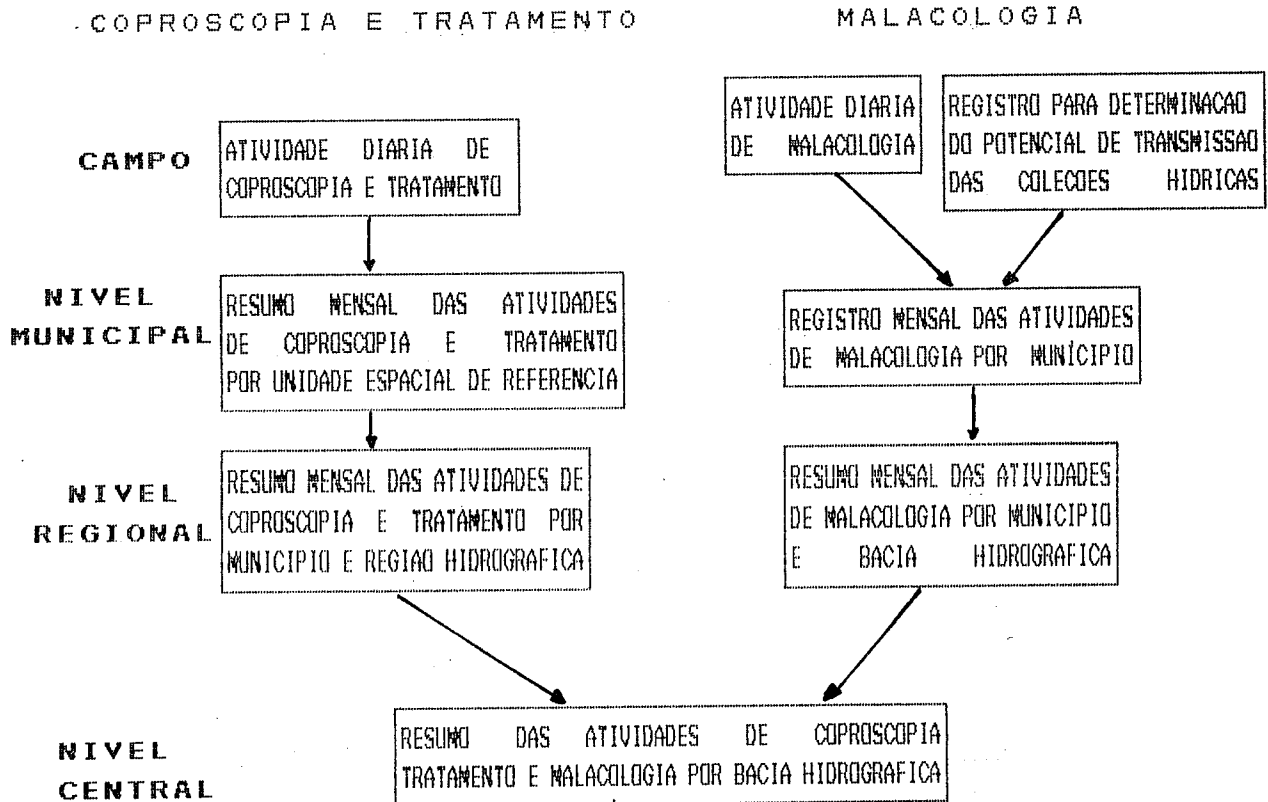 COPROSCOPIA E TRATAMENTO
MALACOLOGIA
CAMPO
ATIVIDADE DIARIA DE
COPROSCOPIA E TRATAMENTO
ATIVIDADE DIARIA
DE MALACOLOGIA
REGISTRO PARA DETERMINACAO
DO POTENCIAL DE TRANSMISSAO
DAS COLECOES HIDRICAS
NIVEL
MUNICIPAL
RESUMO MENSAL DAS ATIVIDADES
DE COPROSCOPIA E TRATAMENTO
POR UNIDADE ESPACIAL DE REFERENCIA
REGISTRO MENSAL DAS ATIVIDADES
DE MALACOLOGIA POR MUNICIPIO
NIVEL
REGIONAL
RESUMO MENSAL DAS ATIVIDADES DE
COPROSCOPIA E TRATAMENTO POR
MUNICIPIO E REGIAO HIDROGRAFICA
RESUMO MENSAL DAS ATIVIDADES
DE MALACOLOGIA POR MUNICIPIO
E BACIA HIDROGRAFICA
NIVEL
CENTRAL
RESUMO DAS ATIVIDADES DE COPROSCOPIA
TRATAMENTO E MALACOLOGIA POR BACIA HIDROGRAFICA